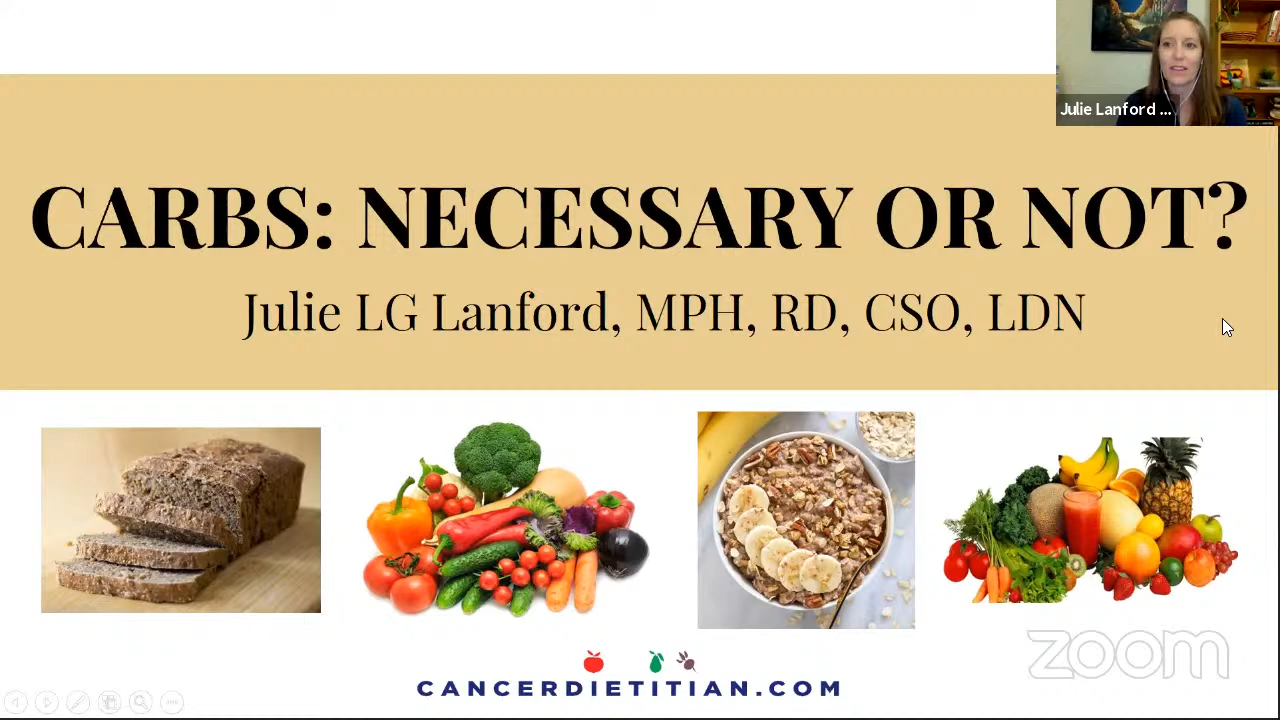 Julie Lanford ...
CARBS: NECESSARY OR NOT?
Julie LG Lanford, MPH, RD, CSO, LDN
zoom
CANCERDIETITIAN.COM